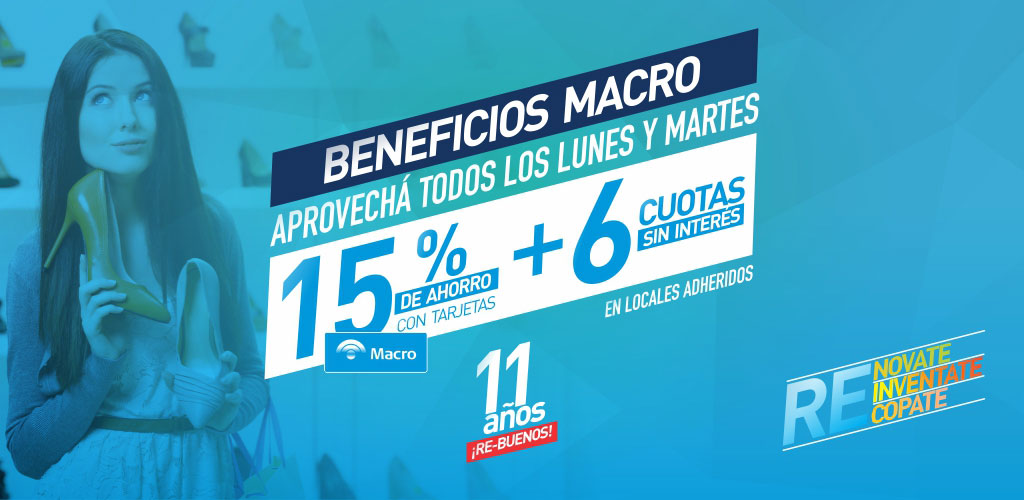 BENEFICIOS MACRO
APROVECHÁ TODOS LOS LUNES Y MARTES
15%
DE AHORRO
CON TARJETAS
Macro
+6
CUOTAS
SIN INTERÉS
EN LOCALES ADHERIDOS
11
años
¡RE-BUENOS!
RE
NOVATE
INVENTATE
COPATE